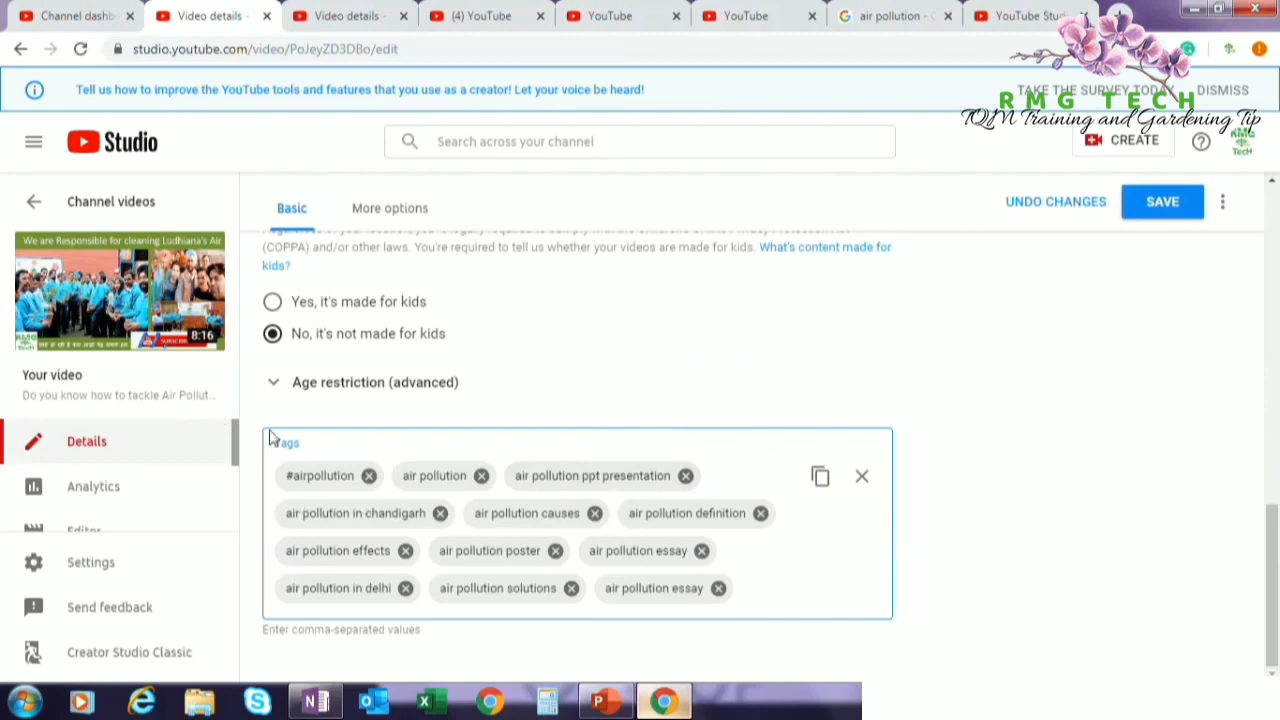 Channel dashb
Video details -
Video details -
(4) YouTube
YouTube
YouTube
air pollution -
YouTube Stu
studio.youtube.com/video/PoJeyZD3DBo/edit
Tell us how to improve the YouTube tools and features that you use as a creator! Let your voice be heard!
TAKE THE SURVEY TODAY
DISMISS
RMG TECH
TQM Training and Gardening Tip
Studio
Search across your channel
CREATE
RMG
TecH
Channel videos
Basic
More options
UNDO CHANGES
SAVE
(COPPA) and/or other laws. You're required to tell us whether your videos are made for kids. What's content made for
kids?
We are Responsible for cleaning Ludhiana's Air
8:16
SUBSCRIBE
Yes, it's made for kids
No, it's not made for kids
Your video
Do you know how to tackle Air Pollut...
Age restriction (advanced)
Details
Analytics
Editor
Settings
Send feedback
Creator Studio Classic
Tags
#airpollution
air pollution
air pollution ppt presentation
air pollution in chandigarh
air pollution causes
air pollution definition
air pollution effects
air pollution poster
air pollution essay
air pollution in delhi
air pollution solutions
air pollution essay
Enter comma-separated values